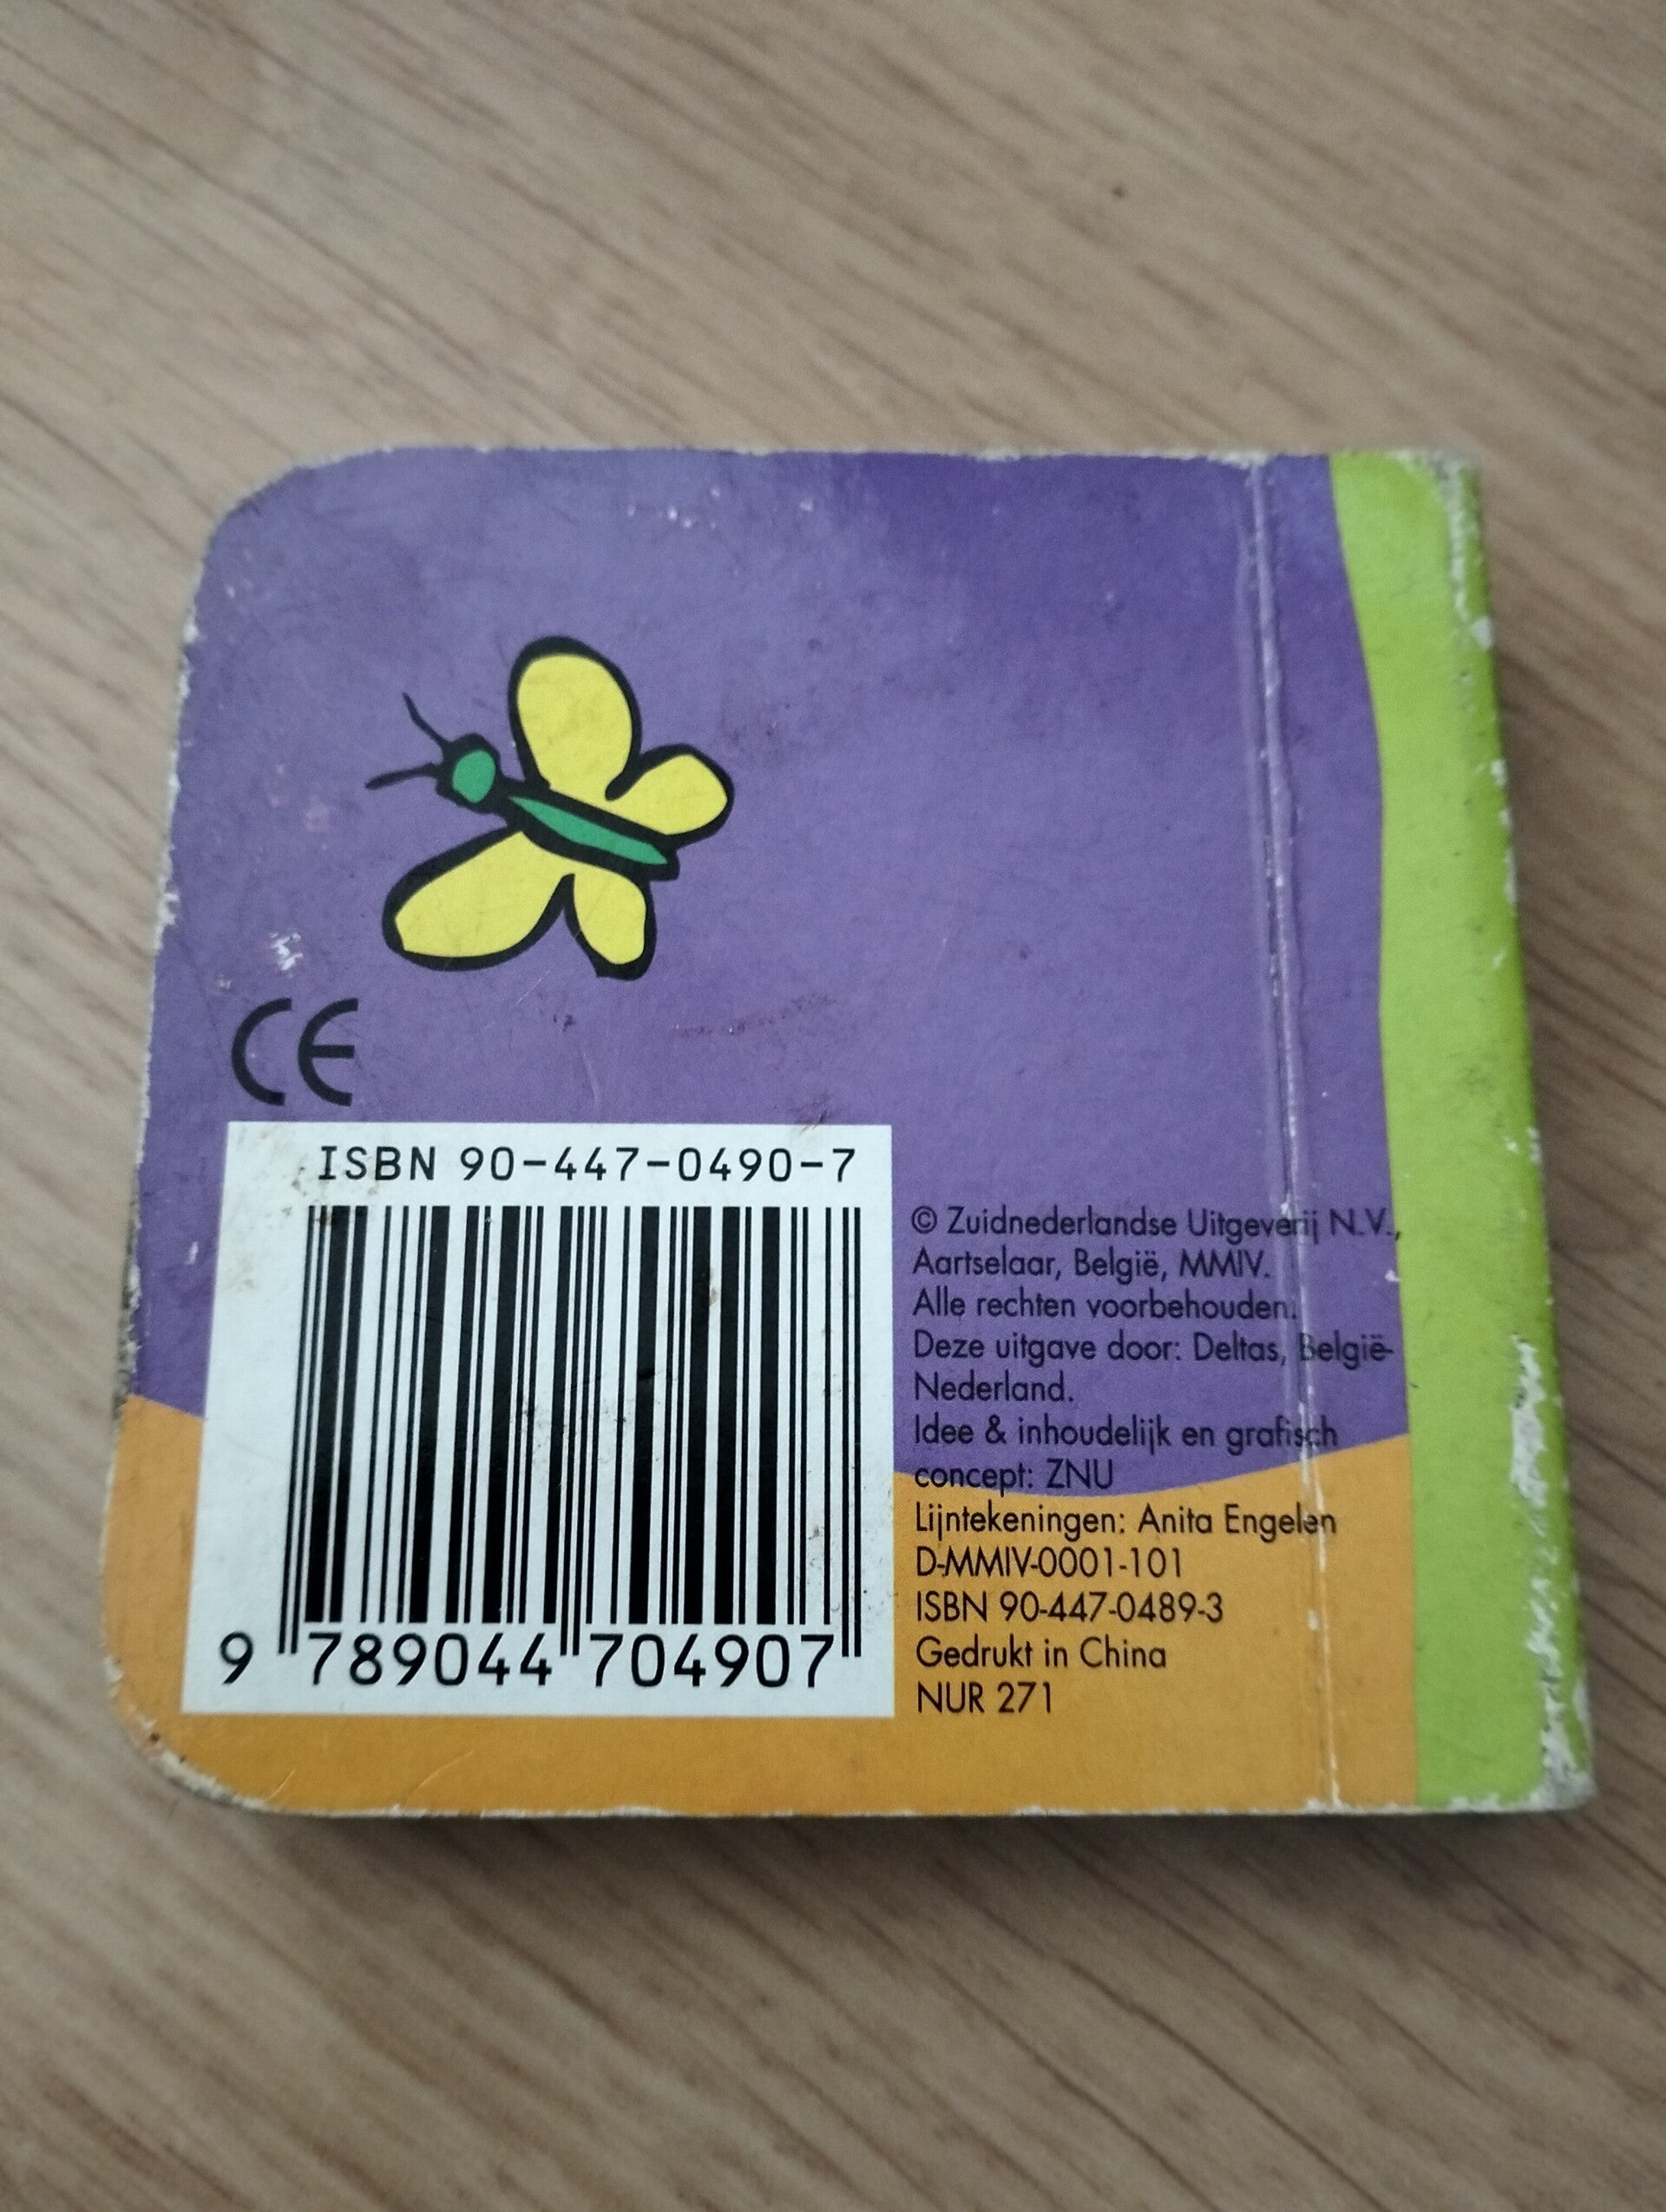 CE
ISBN 90-447-0490-7
9 789044 704907
© Zuidnederlandse Uitgeverij N.V.,
Aartselaar, België, MMIV.
Alle rechten voorbehouden.
Deze uitgave door: Deltas, België-
Nederland.
Idee & inhoudelijk en grafisch
concept: ZNU
Lijntekeningen: Anita Engelen
D-MMIV-0001-101
ISBN 90-447-0489-3
Gedrukt in China
NUR 271